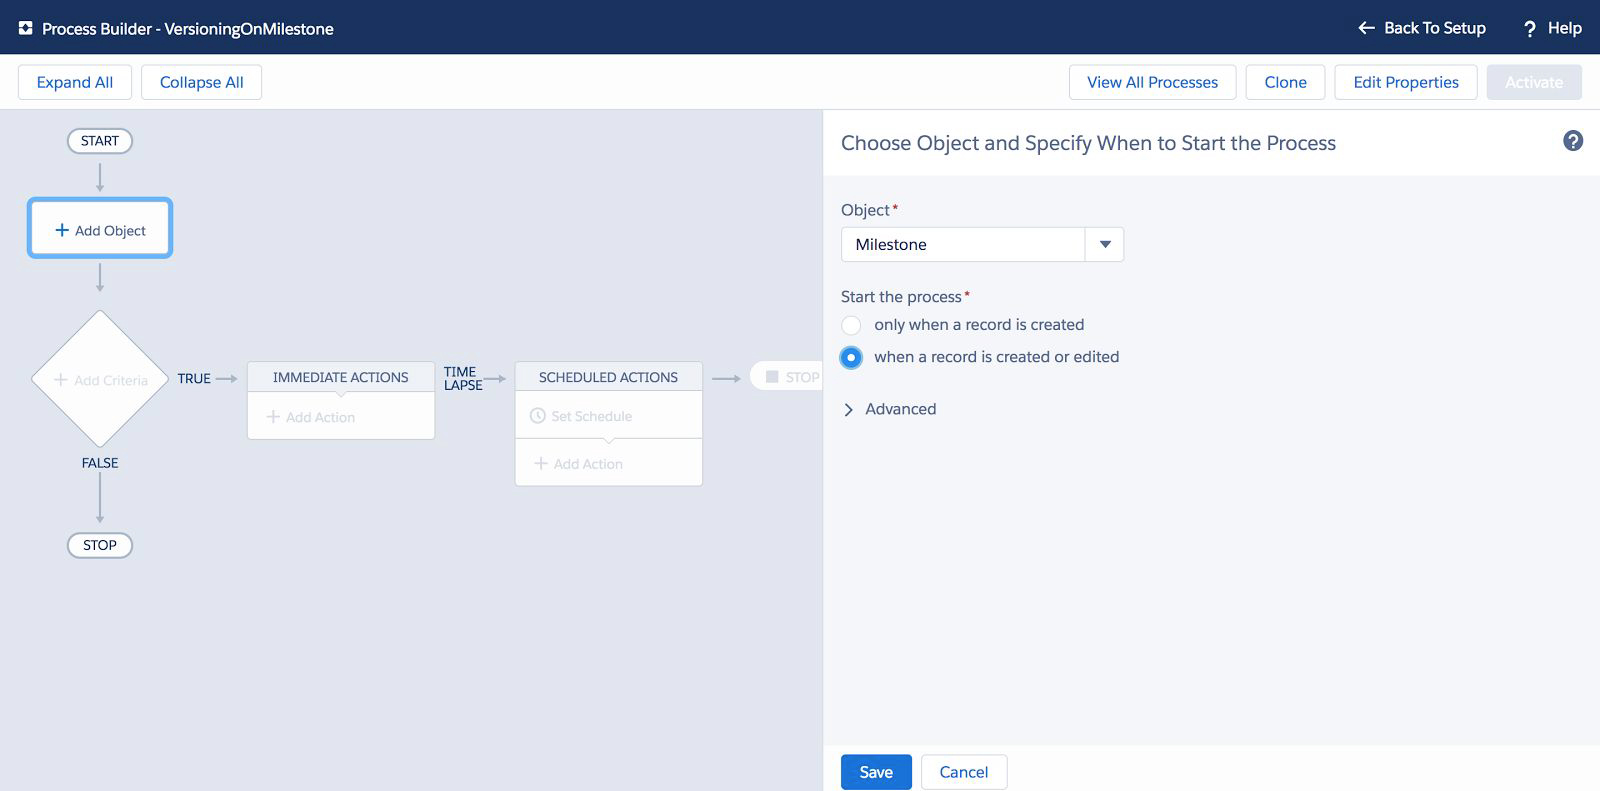 Process Builder - VersioningOnMilestone
Back To Setup
? Help
Expand All
Collapse All
View All Processes
Clone
Edit Properties
Activate
START
+ Add Object
+ Add Criteria
TRUE
IMMEDIATE ACTIONS
+ Add Action
TIME
LAPSE
SCHEDULED ACTIONS
Set Schedule
+ Add Action
STOP
FALSE
STOP
Choose Object and Specify When to Start the Process
?
Object*
Milestone
Start the process*
only when a record is created
when a record is created or edited
Advanced
Save
Cancel